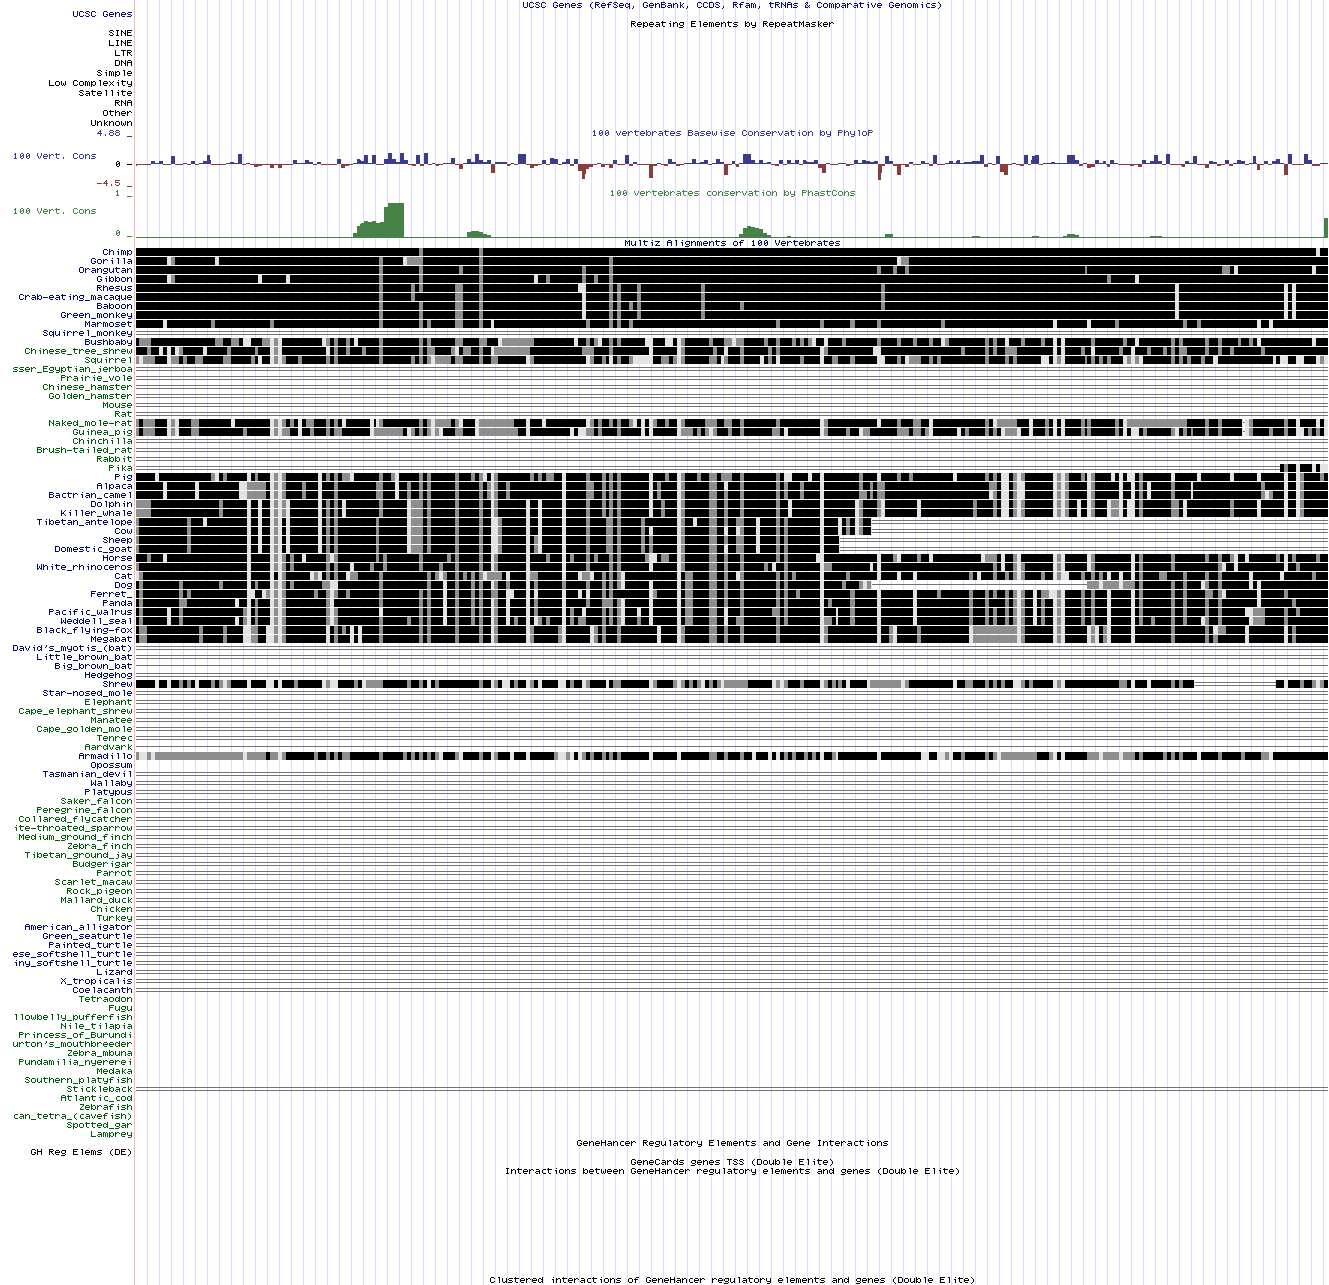 UCSC Genes (RefSeq, GenBank, CCDS, Rfam, tRNAs & Comparative Genomics)
UCSC Genes
Repeating Elements by RepeatMasker
SINE
LINE
LTR
DNA
Simple
Low Complexity
Satellite
RNA
Other
Unknown
4.88 _
100 vertebrates Basewise Conservation by PhyloP
100 Vert. Cons
0 _
-4.5 _
100 vertebrates conservation by PhastCons
1 _
100 Vert. Cons
0 _
Multiz Alignments of 100 Vertebrates
Chimp
Gorilla
Orangutan
Gibbon
Rhesus
Crab-eating_macaque
Baboon
Green_monkey
Marmoset
Squirrel_monkey
Bushbaby
Chinese_tree_shrew
Squirrel
sser_Egyptian_jerboa
Prairie_vole
Chinese_hamster
Golden_hamster
Mouse
Rat
Naked_mole-rat
Guinea_pig
Chinchilla
Brush-tailed_rat
Rabbit
Pika
Pig
Alpaca
Bactrian_camel
Dolphin
Killer_whale
Tibetan_antelope
Cow
Sheep
Domestic_goat
Horse
White_rhinoceros
Cat
Dog
Ferret_
Panda
Pacific_walrus
Weddell_seal
Black_flying-fox
Megabat
David's_myotis_(bat)
Little_brown_bat
Big_brown_bat
Hedgehog
Shrew
Star-nosed_mole
Elephant
Cape_elephant_shrew
Manatee
Cape_golden_mole
Tenrec
Aardvark
Armadillo
Opossum
Tasmanian_devil
Wallaby
Platypus
Saker_falcon
Peregrine_falcon
Collared_flycatcher
ite-throated_sparrow
Medium_ground_finch
Zebra_finch
Tibetan_ground_jay
Budgerigar
Parrot
Scarlet_macaw
Rock_pigeon
Mallard_duck
Chicken
Turkey
American_alligator
Green_seaturtle
Painted_turtle
ese_softshell_turtle
iny_softshell_turtle
Lizard
X_tropicalis
Coelacanth
Tetraodon
Fugu
llowbelly_pufferfish
Nile_tilapia
Princess_of_Burundi
urton's_mouthbreeder
Zebra_mbuna
Pundamilia_nyererei
Medaka
Southern_platyfish
Stickleback
Atlantic_cod
Zebrafish
can_tetra_(cavefish)
Spotted_gar
Lamprey
GeneHancer Regulatory Elements and Gene Interactions
GH Reg Elems (DE)
GeneCards genes TSS (Double Elite)
Interactions between GeneHancer regulatory elements and genes (Double Elite)
Clustered interactions of GeneHancer regulatory elements and genes (Double Elite)